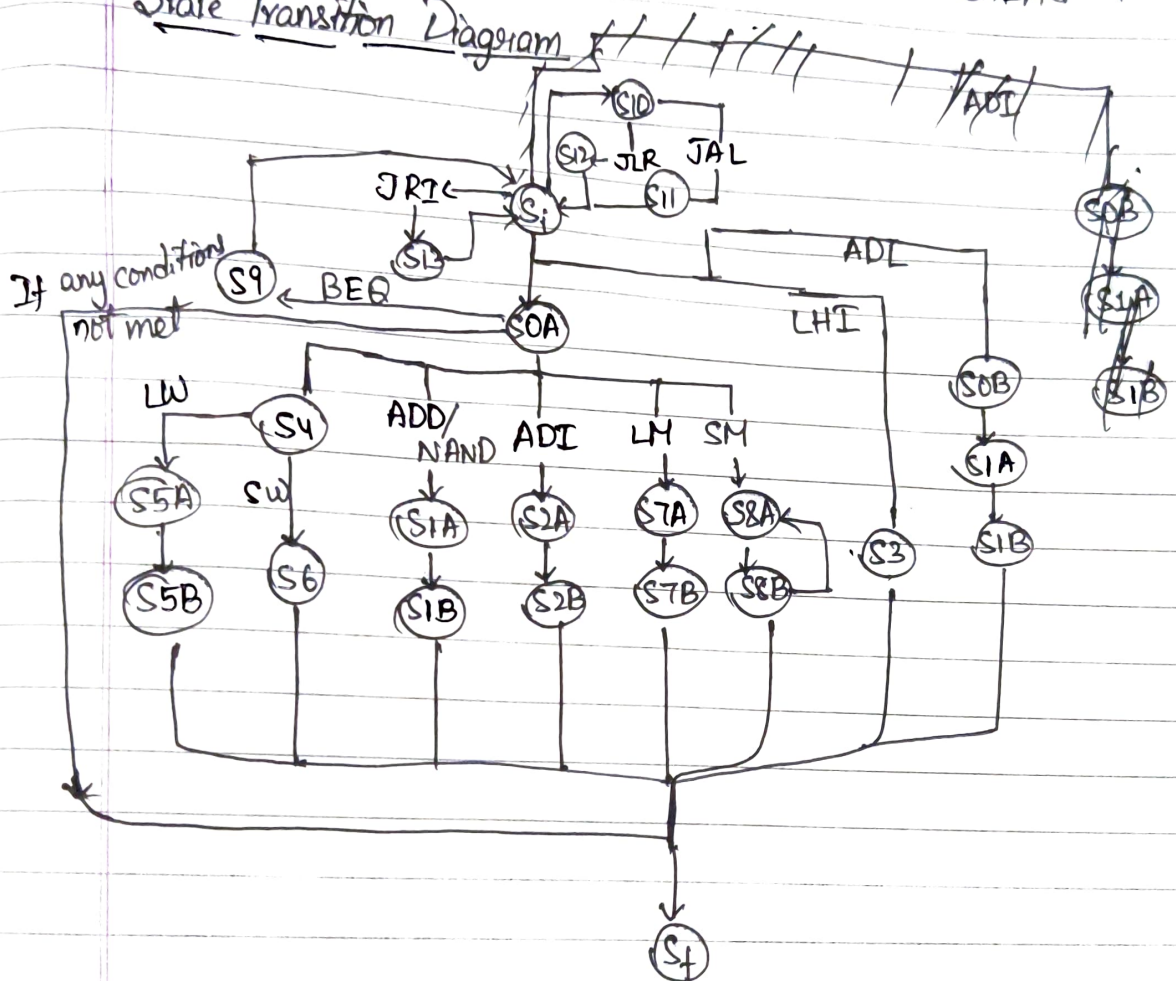 State Transition Diagram
ADI
S10
S12 JLR JAL
S11
JRI
Si
S13
S0B
If any condition
not met
S9
BEQ
ADL
LHI
S1A
S0A
S1B
S0B
LW
S4
ADD/
NAND
ADI
LM
SM
S1A
S5A
SW
S1A
S2A
S7A
S8A
S3
S1B
S5B
S6
S1B
S2B
S7B
S8B
Sf